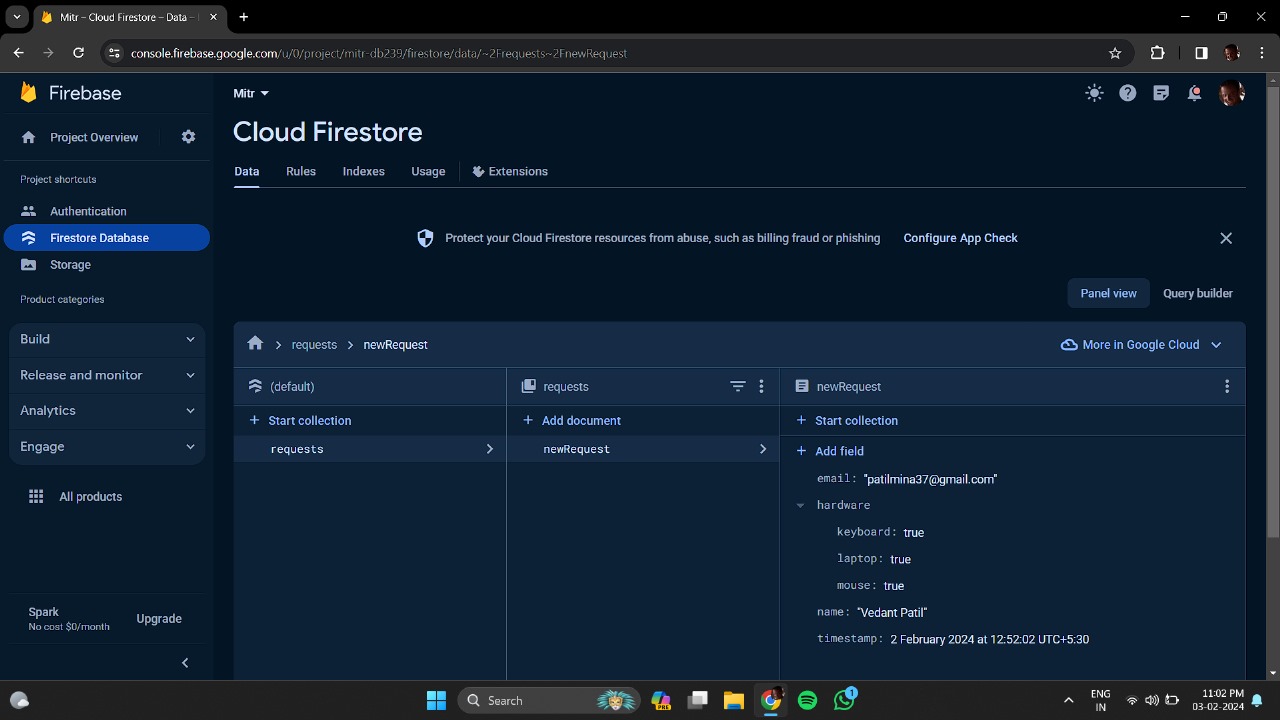 Mitr – Cloud Firestore – Data –
console.firebase.google.com/u/0/project/mitr-db239/firestore/data/~2Frequests~2FnewRequest
Firebase
Mitr
Project Overview
Cloud Firestore
Data Rules Indexes Usage Extensions
Project shortcuts
Authentication
Firestore Database
Storage
Product categories
Build
Release and monitor
Analytics
Engage
All products
Spark
No cost $0/month
Upgrade
Protect your Cloud Firestore resources from abuse, such as billing fraud or phishing Configure App Check
Panel view Query builder
requests > newRequest
More in Google Cloud
(default)
+ Start collection
requests
requests
+ Add document
newRequest
newRequest
+ Start collection
+ Add field
email: "patilmina37@gmail.com"
hardware
keyboard: true
laptop: true
mouse: true
name: "Vedant Patil"
timestamp: 2 February 2024 at 12:52:02 UTC+5:30
Search
PRE
1
ENG
IN
11:02 PM
03-02-2024